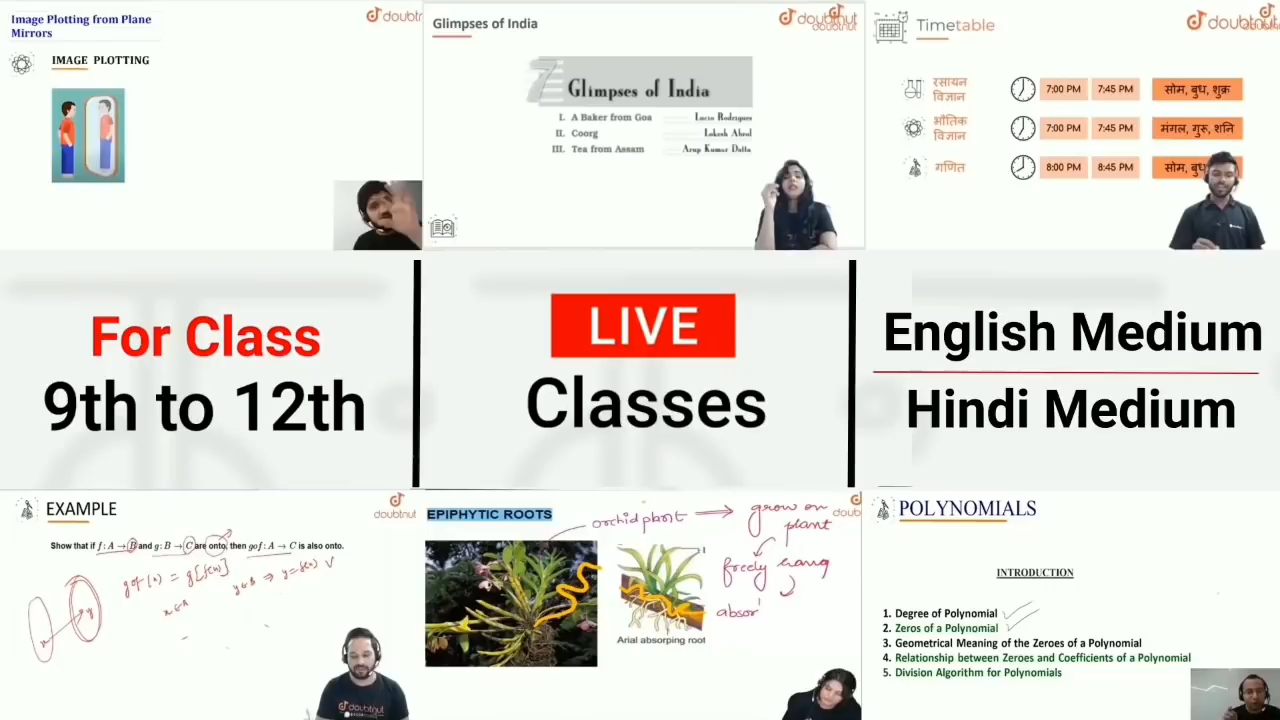 Image Plotting from Plane
Mirrors
IMAGE PLOTTING
Glimpses of India
doubtnut
7 Glimpses of India
I. A Baker from Goa Lucio Rodrigues
II. Coorg Lokesh Abrol
III. Tea from Assam Arup Kumar Datta
Timetable
doubtnut
रसायन
विज्ञान
7:00 PM 7:45 PM सोम, बुध, शुक्र
भौतिक
विज्ञान
7:00 PM 7:45 PM मंगल, गुरु, शनि
गणित 8:00 PM 8:45 PM सोम, बुध
For Class
9th to 12th
LIVE
Classes
English Medium
Hindi Medium
EXAMPLE
doubtnut
Show that if f : A → B and g : B → C are onto, then gof : A → C is also onto.
gof (x) = g[f(x)]
x ∈ A
y ∈ B ⇒ y = f(x)
doubtnut
EPIPHYTIC ROOTS
orchid plant → grow on
plant
freely hang
absor
Arial absorping root
POLYNOMIALS
INTRODUCTION
1. Degree of Polynomial
2. Zeros of a Polynomial
3. Geometrical Meaning of the Zeroes of a Polynomial
4. Relationship between Zeroes and Coefficients of a Polynomial
5. Division Algorithm for Polynomials